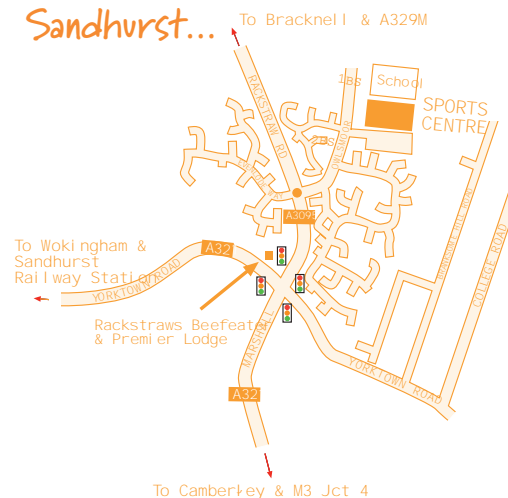 Sandhurst...
To Bracknell & A329M
RACKSTRAW RD
School
SPORTS
CENTRE
OWLSMOOR
A3095
A32
To Wokingham &
Sandhurst
Railway Station
YORKTOWN ROAD
COLLEGE ROAD
Rackstraws Beefeater
& Premier Lodge
MARSHALL
YORKTOWN ROAD
A32
To Camberley & M3 Jct 4